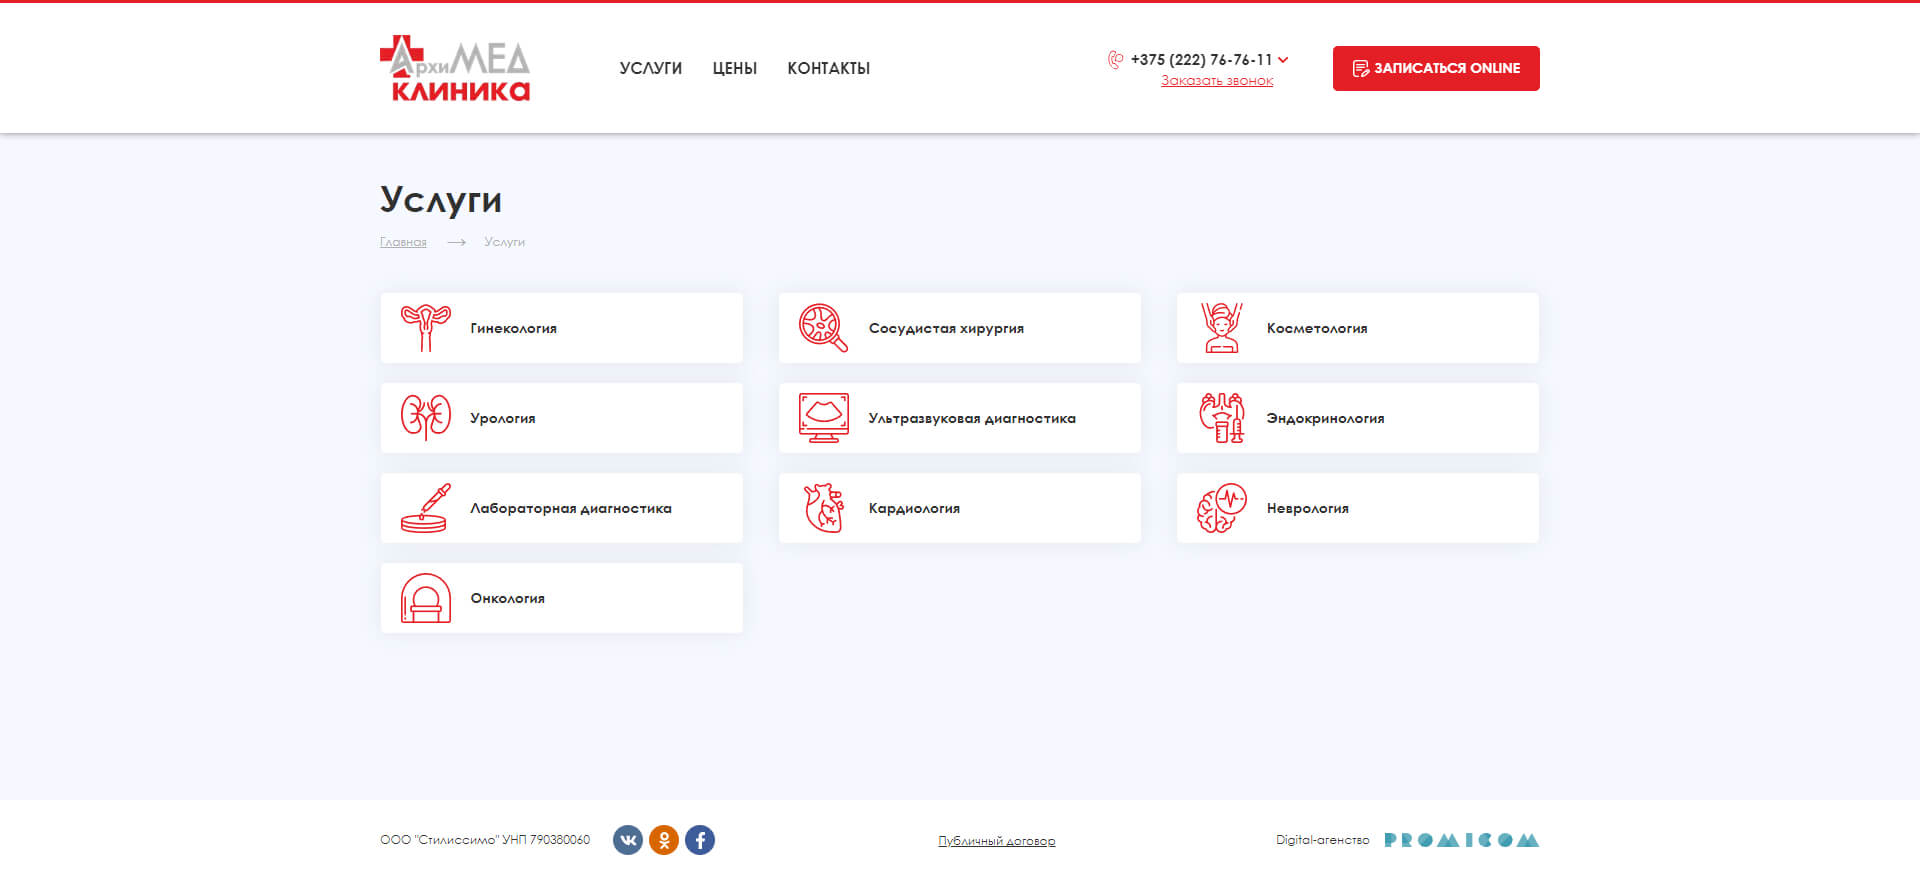 АрхиМЕД
КЛИНИКА
УСЛУГИ ЦЕНЫ КОНТАКТЫ
+375 (222) 76-76-11
Заказать звонок
ЗАПИСАТЬСЯ ONLINE
Услуги
Главная → Услуги
Гинекология
Сосудистая хирургия
Косметология
Урология
Ультразвуковая диагностика
Эндокринология
Лабораторная диагностика
Кардиология
Неврология
Онкология
ООО "Стилиссимо" УНП 790380060
Публичный договор
Digital-агенство PROMICOM